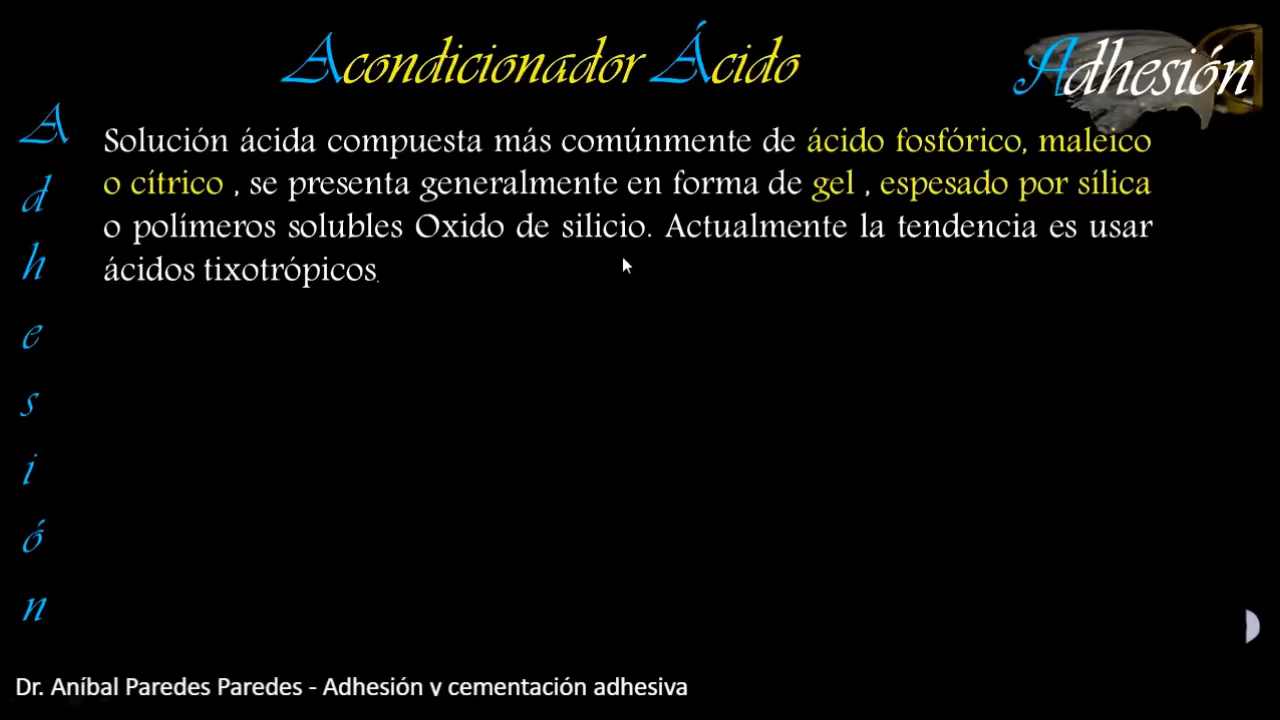 Acondicionador Ácido
Adhesión
Solución ácida compuesta más comúnmente de ácido fosfórico, maleico
o cítrico , se presenta generalmente en forma de gel , espesado por sílica
o polímeros solubles Oxido de silicio. Actualmente la tendencia es usar
ácidos tixotrópicos.
A
d
h
e
s
i
ó
n
Dr. Aníbal Paredes Paredes - Adhesión y cementación adhesiva